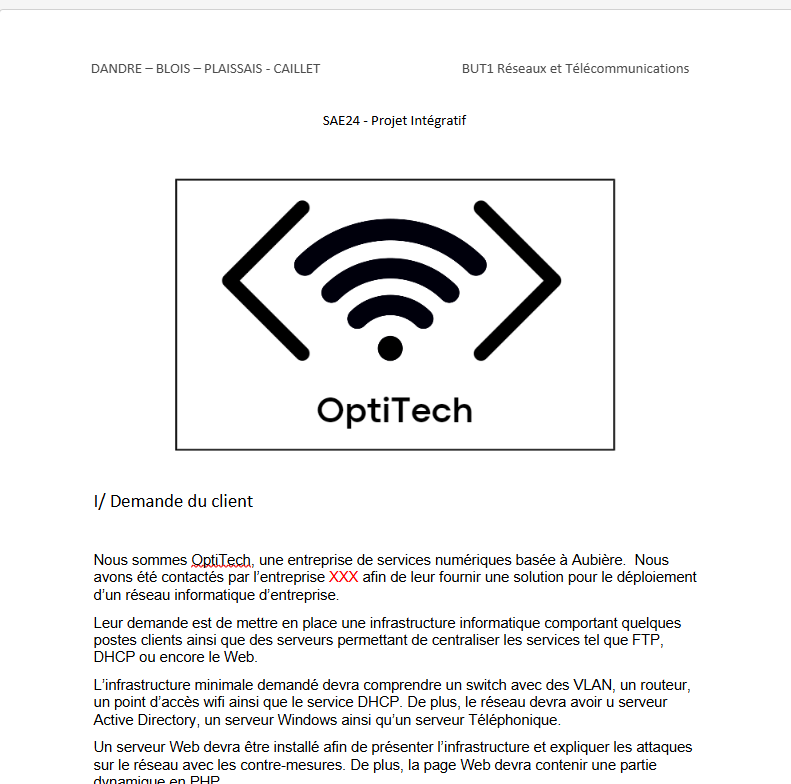 DANDRE – BLOIS – PLAISSAIS - CAILLET
BUT1 Réseaux et Télécommunications
SAE24 - Projet Intégratif
OptiTech
I/ Demande du client
Nous sommes OptiTech, une entreprise de services numériques basée à Aubière.  Nous
avons été contactés par l’entreprise XXX afin de leur fournir une solution pour le déploiement
d’un réseau informatique d’entreprise.
Leur demande est de mettre en place une infrastructure informatique comportant quelques
postes clients ainsi que des serveurs permettant de centraliser les services tel que FTP,
DHCP ou encore le Web.
L’infrastructure minimale demandé devra comprendre un switch avec des VLAN, un routeur,
un point d’accès wifi ainsi que le service DHCP. De plus, le réseau devra avoir u serveur
Active Directory, un serveur Windows ainsi qu’un serveur Téléphonique.
Un serveur Web devra être installé afin de présenter l’infrastructure et expliquer les attaques
sur le réseau avec les contre-mesures. De plus, la page Web devra contenir une partie
dynamique en PHP.